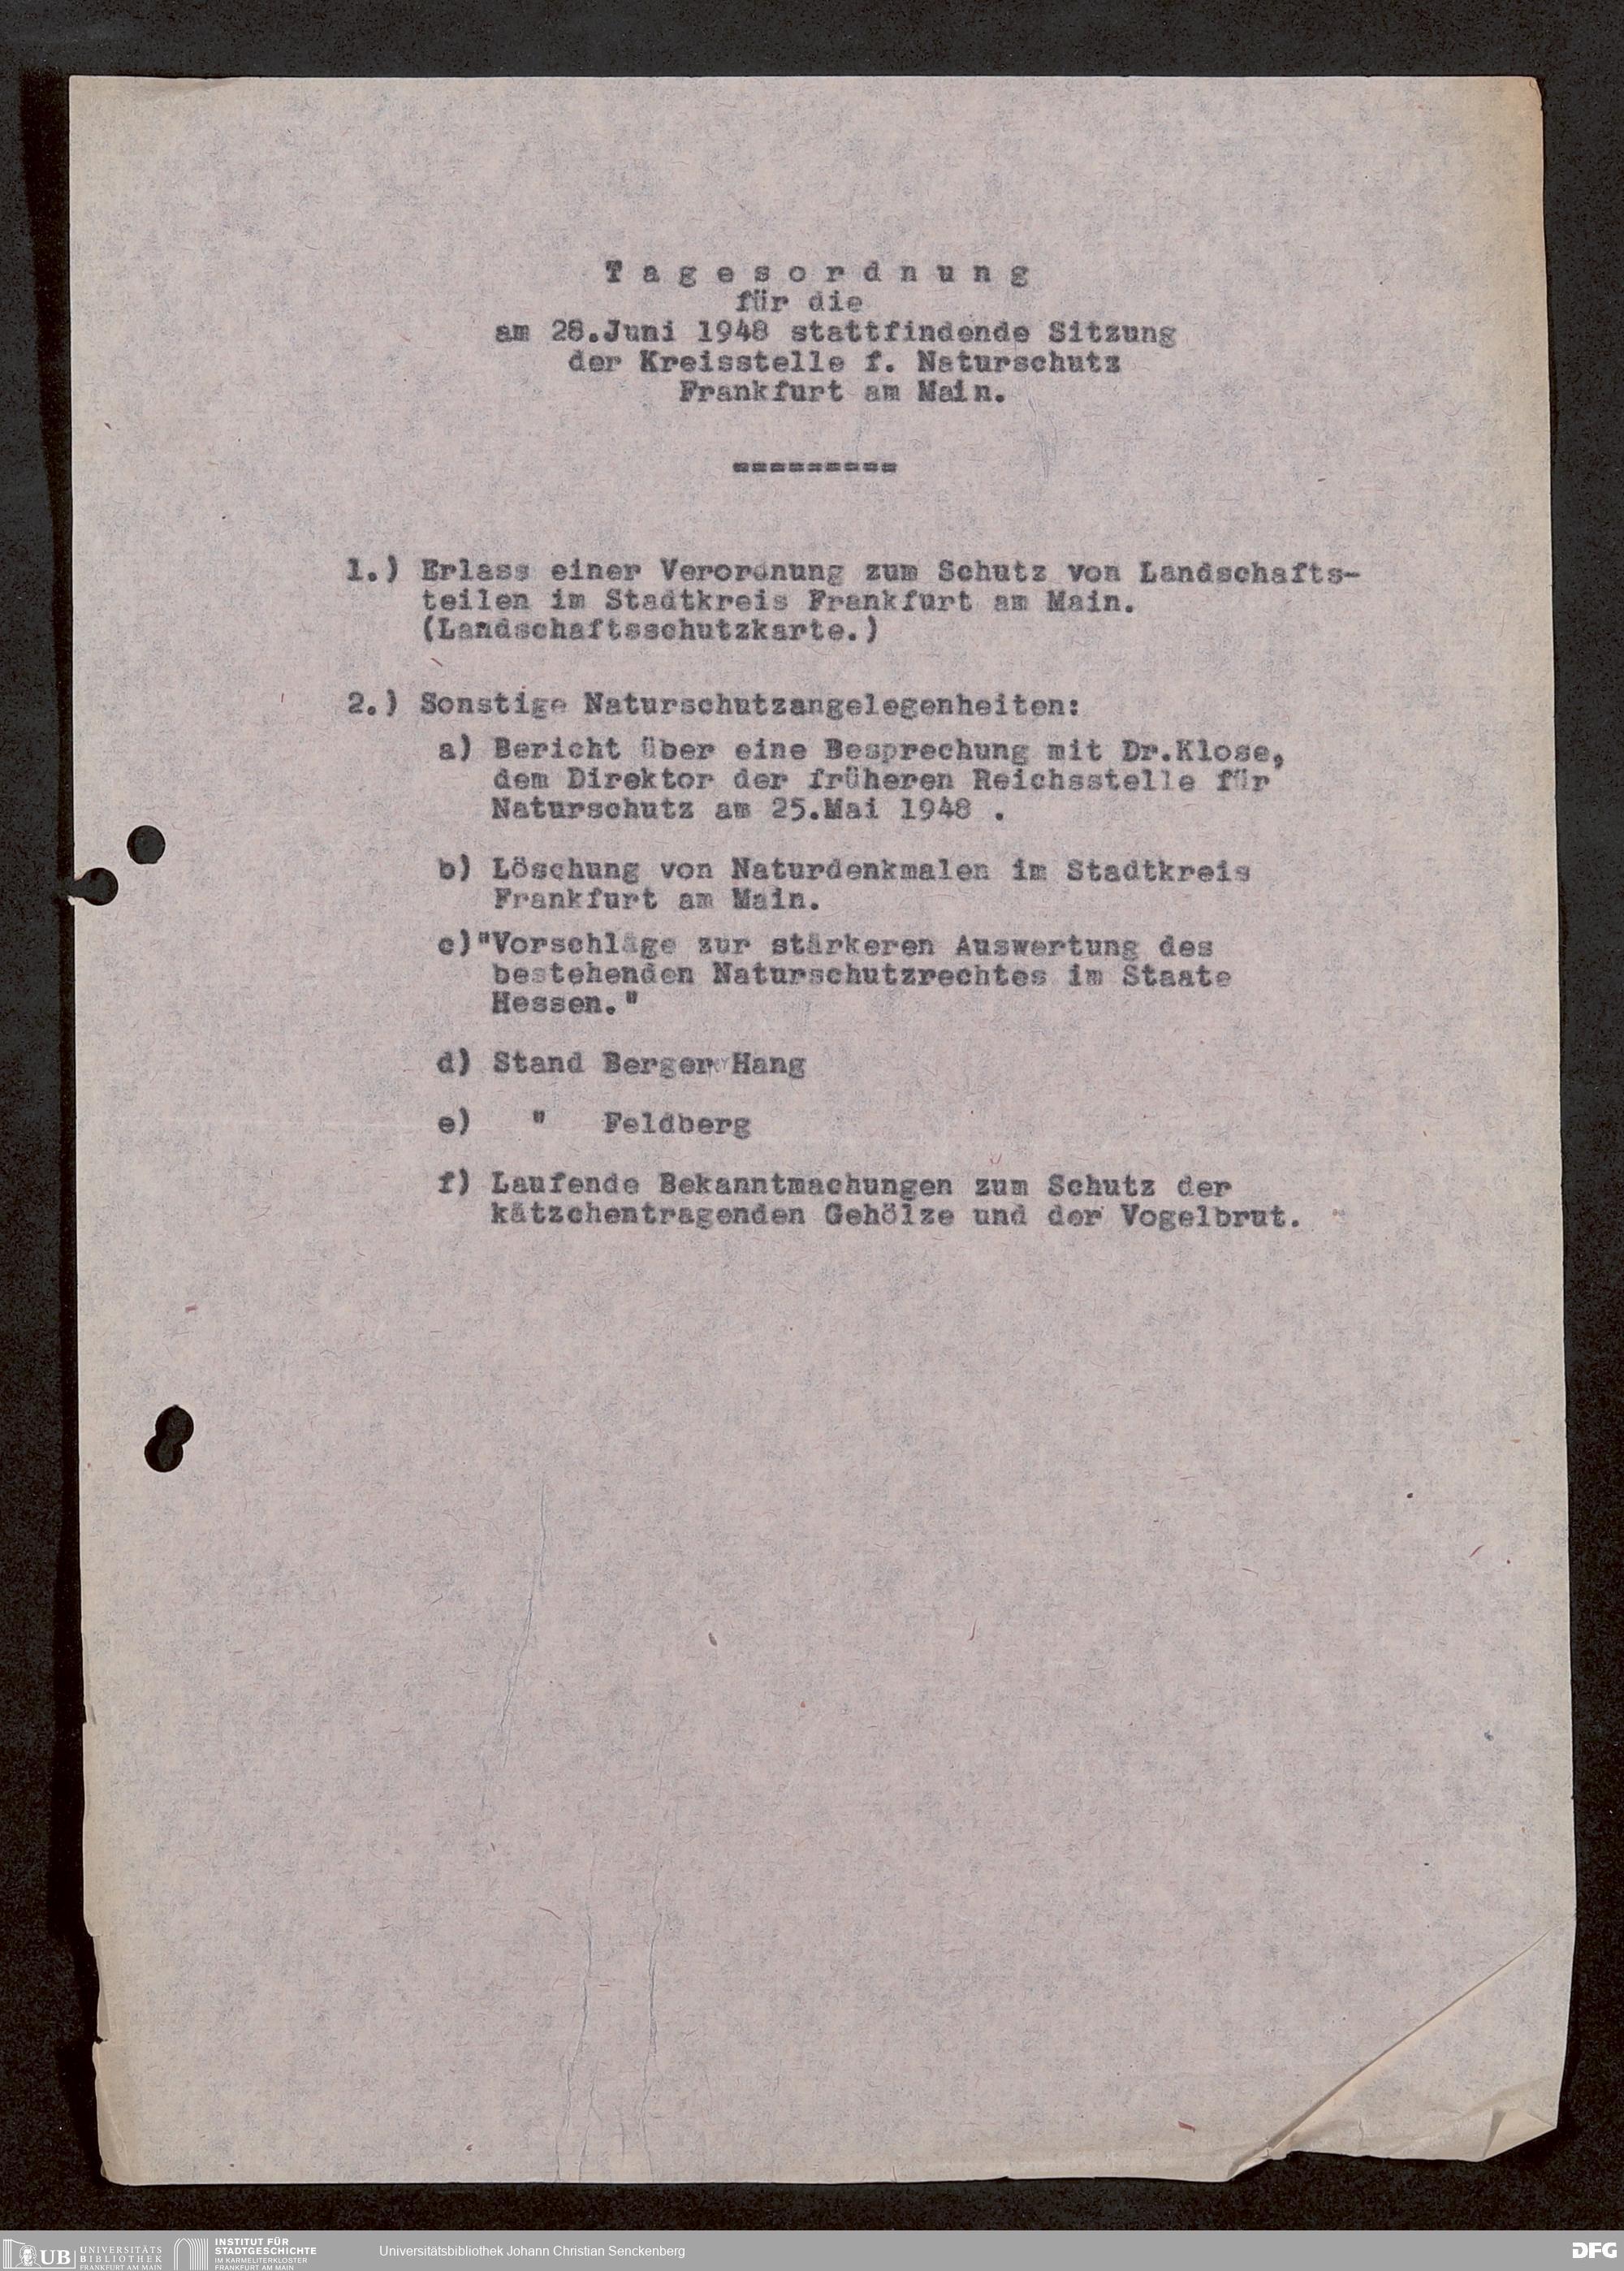 Tagesordnung
für die
am 28.Juni 1948 stattfindende Sitzung
der Kreisstelle f. Naturschutz
Frankfurt am Main.
=========
1.) Erlass einer Verordnung zum Schutz von Landschafts-
teilen im Stadtkreis Frankfurt am Main.
(Landschaftsschutzkarte.)
2.) Sonstige Naturschutzangelegenheiten:
a) Bericht über eine Besprechung mit Dr.Klose,
dem Direktor der früheren Reichsstelle für
Naturschutz am 25.Mai 1948 .
b) Löschung von Naturdenkmalen im Stadtkreis
Frankfurt am Main.
c)"Vorschläge zur stärkeren Auswertung des
bestehenden Naturschutzrechtes im Staate
Hessen."
d) Stand Berger Hang
e) " Feldberg
f) Laufende Bekanntmachungen zum Schutz der
kätzchentragenden Gehölze und der Vogelbrut.
UB UNIVERSITÄTS
BIBLIOTHEK
FRANKFURT AM MAIN
INSTITUT FÜR
STADTGESCHICHTE
IM KARMELITERKLOSTER
FRANKFURT AM MAIN
Universitätsbibliothek Johann Christian Senckenberg
DFG